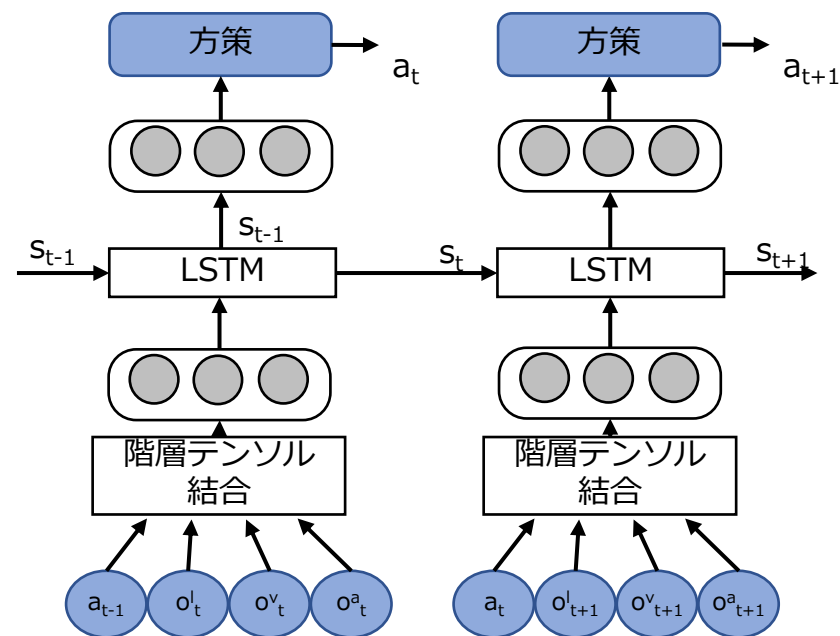 方策
a_t
方策
a_{t+1}
s_{t-1}
s_{t-1}
LSTM
s_t
LSTM
s_{t+1}
階層テンソル
結合
階層テンソル
結合
a_{t-1}
o^l_t
o^v_t
o^a_t
a_t
o^l_{t+1}
o^v_{t+1}
o^a_{t+1}